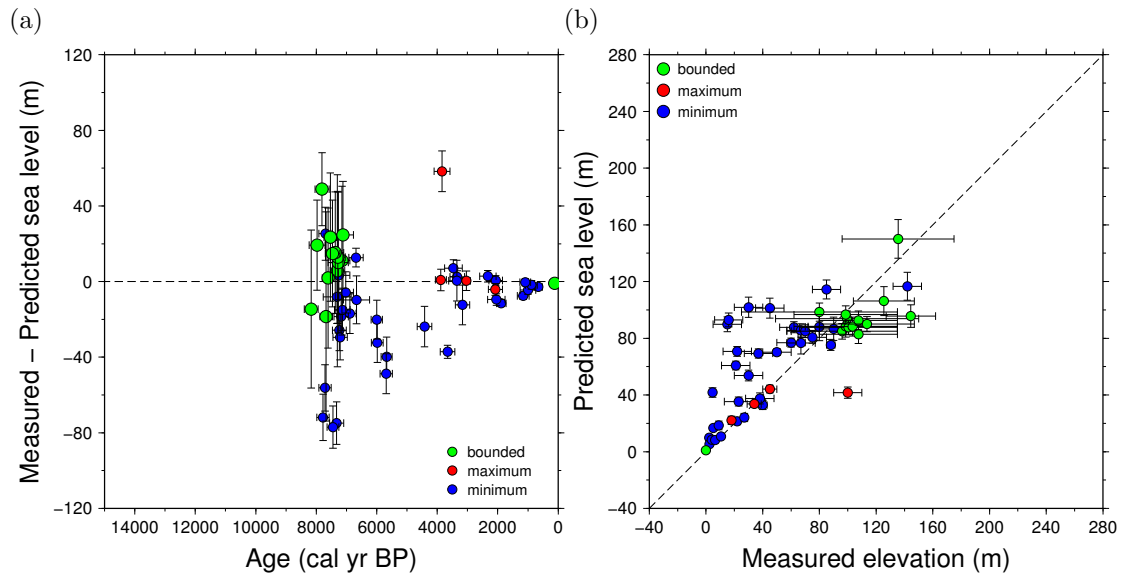 (a)
(b)
120
80
40
0
−40
−80
−120
Measured − Predicted sea level (m)
bounded
maximum
minimum
14000 12000 10000 8000 6000 4000 2000 0
Age (cal yr BP)
280
240
200
160
120
80
40
0
−40
Predicted sea level (m)
bounded
maximum
minimum
−40 0 40 80 120 160 200 240 280
Measured elevation (m)